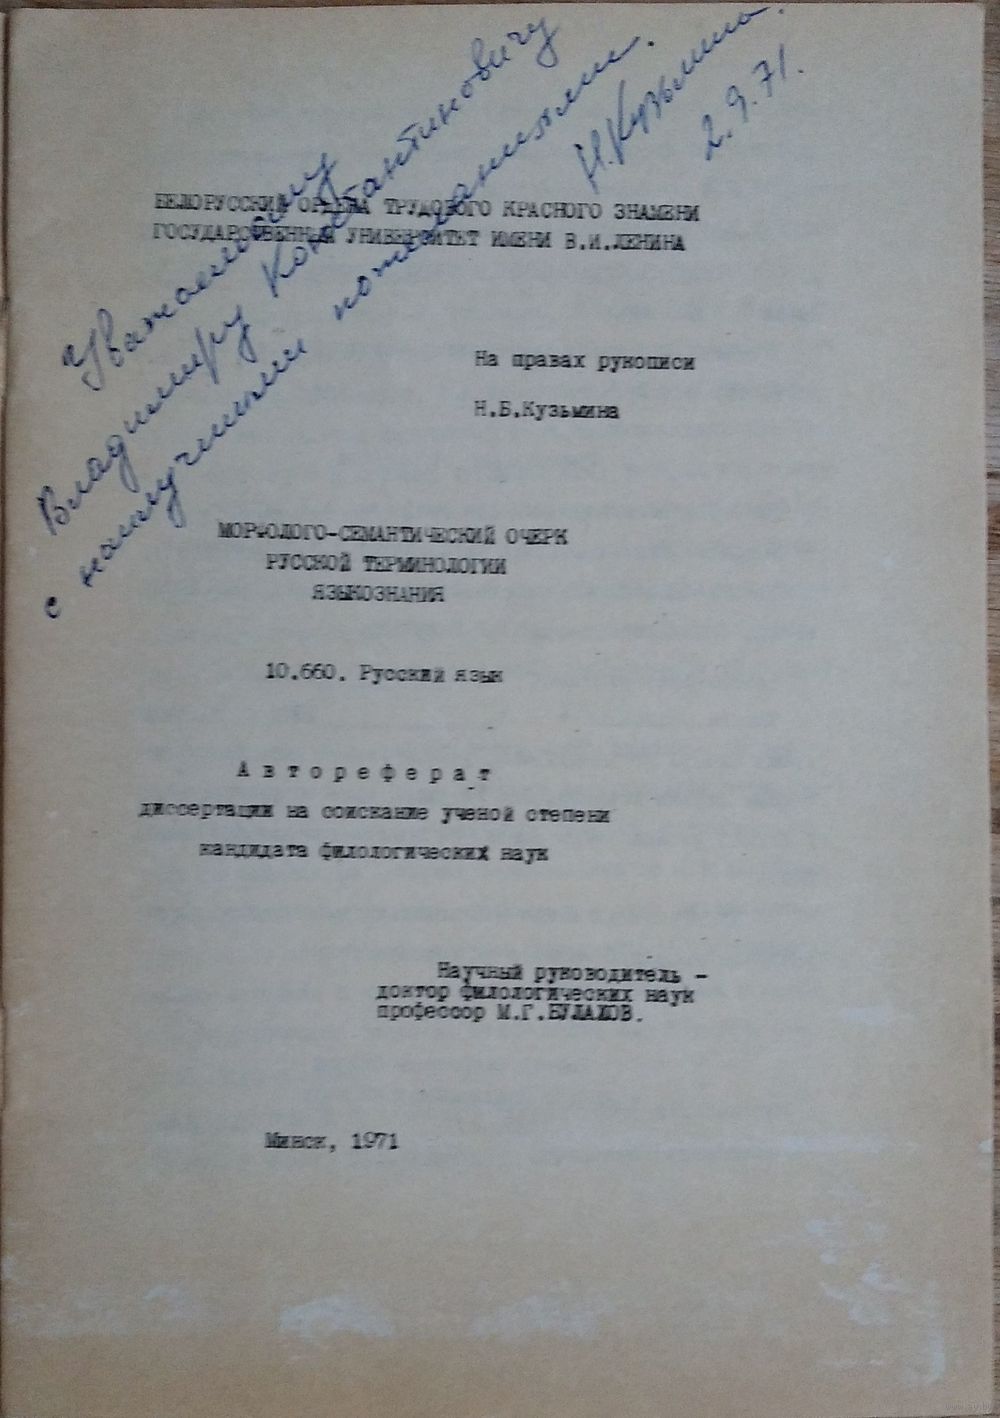 Уважаемому
Владимиру Константиновичу
с наилучшими пожеланиями.
Н.Кузьмина.
2.9.71.
БЕЛОРУССКИЙ ОРДЕНА ТРУДОВОГО КРАСНОГО ЗНАМЕНИ
ГОСУДАРСТВЕННЫЙ УНИВЕРСИТЕТ ИМЕНИ В.И.ЛЕНИНА
На правах рукописи
Н.Б.Кузьмина
МОРФОЛОГО-СЕМАНТИЧЕСКИЙ ОЧЕРК
РУССКОЙ ТЕРМИНОЛОГИИ
ЯЗЫКОЗНАНИЯ
10.660. Русский язык
Автореферат
диссертации на соискание ученой степени
кандидата филологических наук
Научный руководитель –
доктор филологических наук
профессор М.Г.БУЛАХОВ.
Минск, 1971